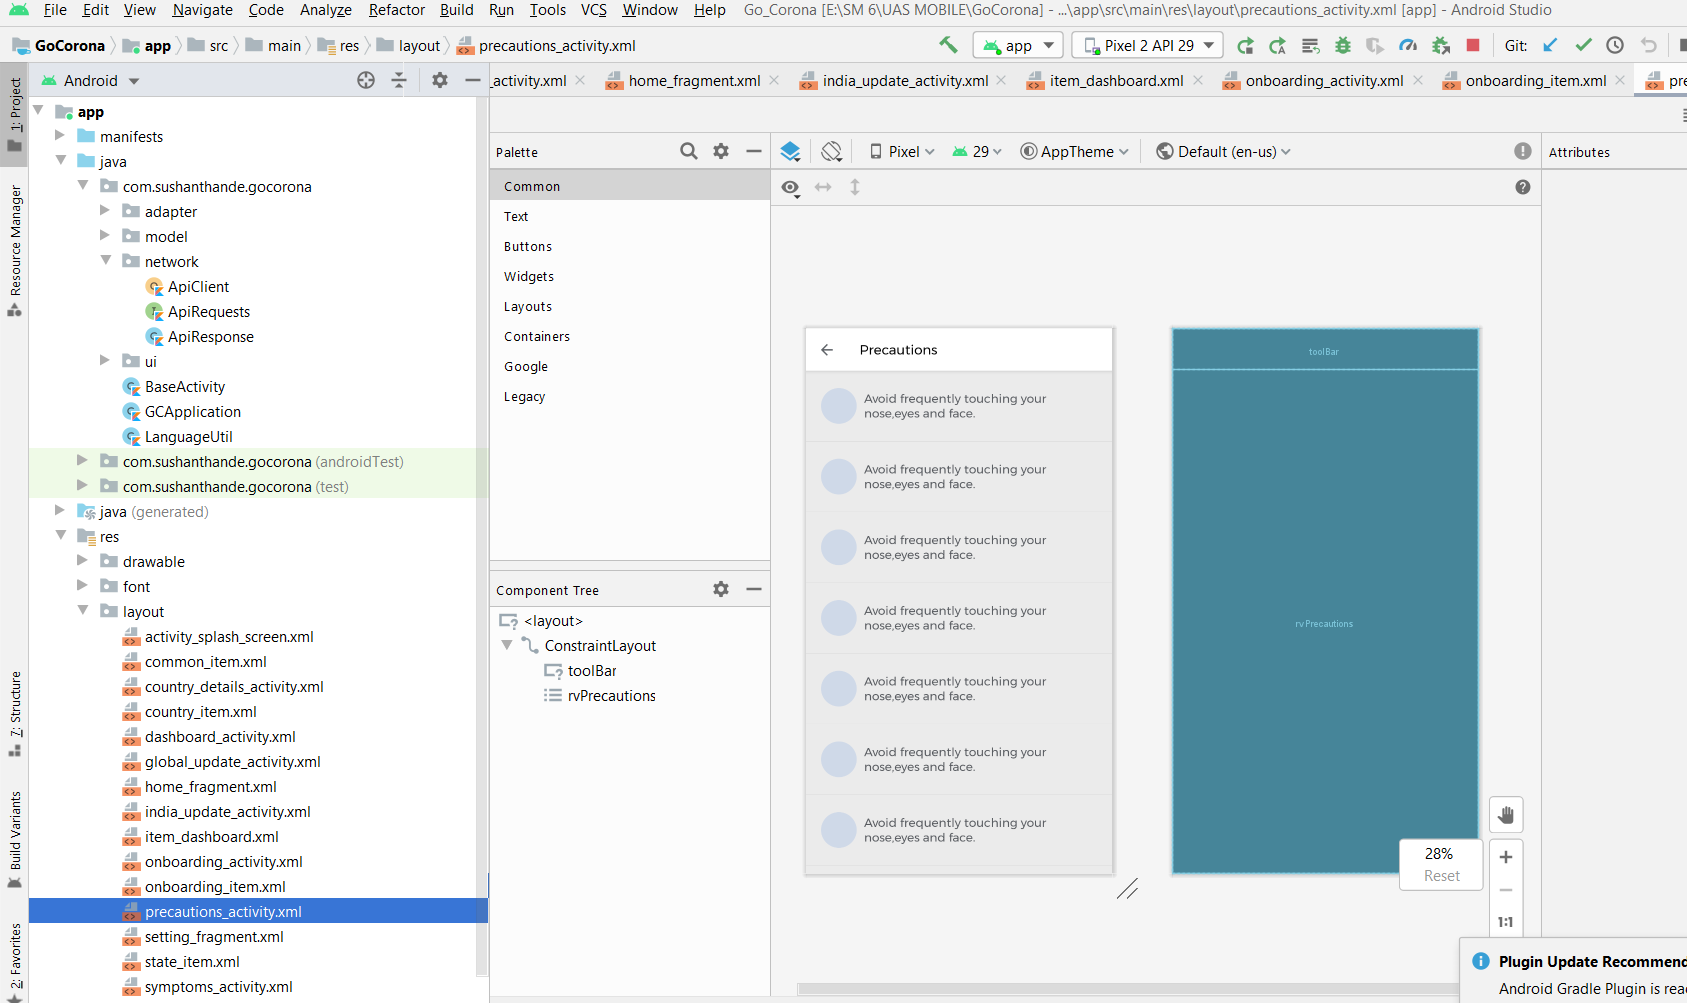 File Edit View Navigate Code Analyze Refactor Build Run Tools VCS Window Help Go_Corona [E:\SM 6\UAS MOBILE\GoCorona] - ...\app\src\main\res\layout\precautions_activity.xml [app] - Android Studio
GoCorona app src main res layout precautions_activity.xml app Pixel 2 API 29 Git:
Android
_activity.xml home_fragment.xml india_update_activity.xml item_dashboard.xml onboarding_activity.xml onboarding_item.xml pre
1: Project
Resource Manager
7: Structure
Build Variants
2: Favorites
app
manifests
java
com.sushanthande.gocorona
adapter
model
network
ApiClient
ApiRequests
ApiResponse
ui
BaseActivity
GCApplication
LanguageUtil
com.sushanthande.gocorona (androidTest)
com.sushanthande.gocorona (test)
java (generated)
res
drawable
font
layout
activity_splash_screen.xml
common_item.xml
country_details_activity.xml
country_item.xml
dashboard_activity.xml
global_update_activity.xml
home_fragment.xml
india_update_activity.xml
item_dashboard.xml
onboarding_activity.xml
onboarding_item.xml
precautions_activity.xml
setting_fragment.xml
state_item.xml
symptoms_activity.xml
Palette
Common
Text
Buttons
Widgets
Layouts
Containers
Google
Legacy
Component Tree
<layout>
ConstraintLayout
toolBar
rvPrecautions
Pixel 29 AppTheme Default (en-us)
Attributes
Precautions
Avoid frequently touching your
nose,eyes and face.
Avoid frequently touching your
nose,eyes and face.
Avoid frequently touching your
nose,eyes and face.
Avoid frequently touching your
nose,eyes and face.
Avoid frequently touching your
nose,eyes and face.
Avoid frequently touching your
nose,eyes and face.
Avoid frequently touching your
nose,eyes and face.
toolBar
rvPrecautions
28%
Reset
1:1
Plugin Update Recommend
Android Gradle Plugin is rea